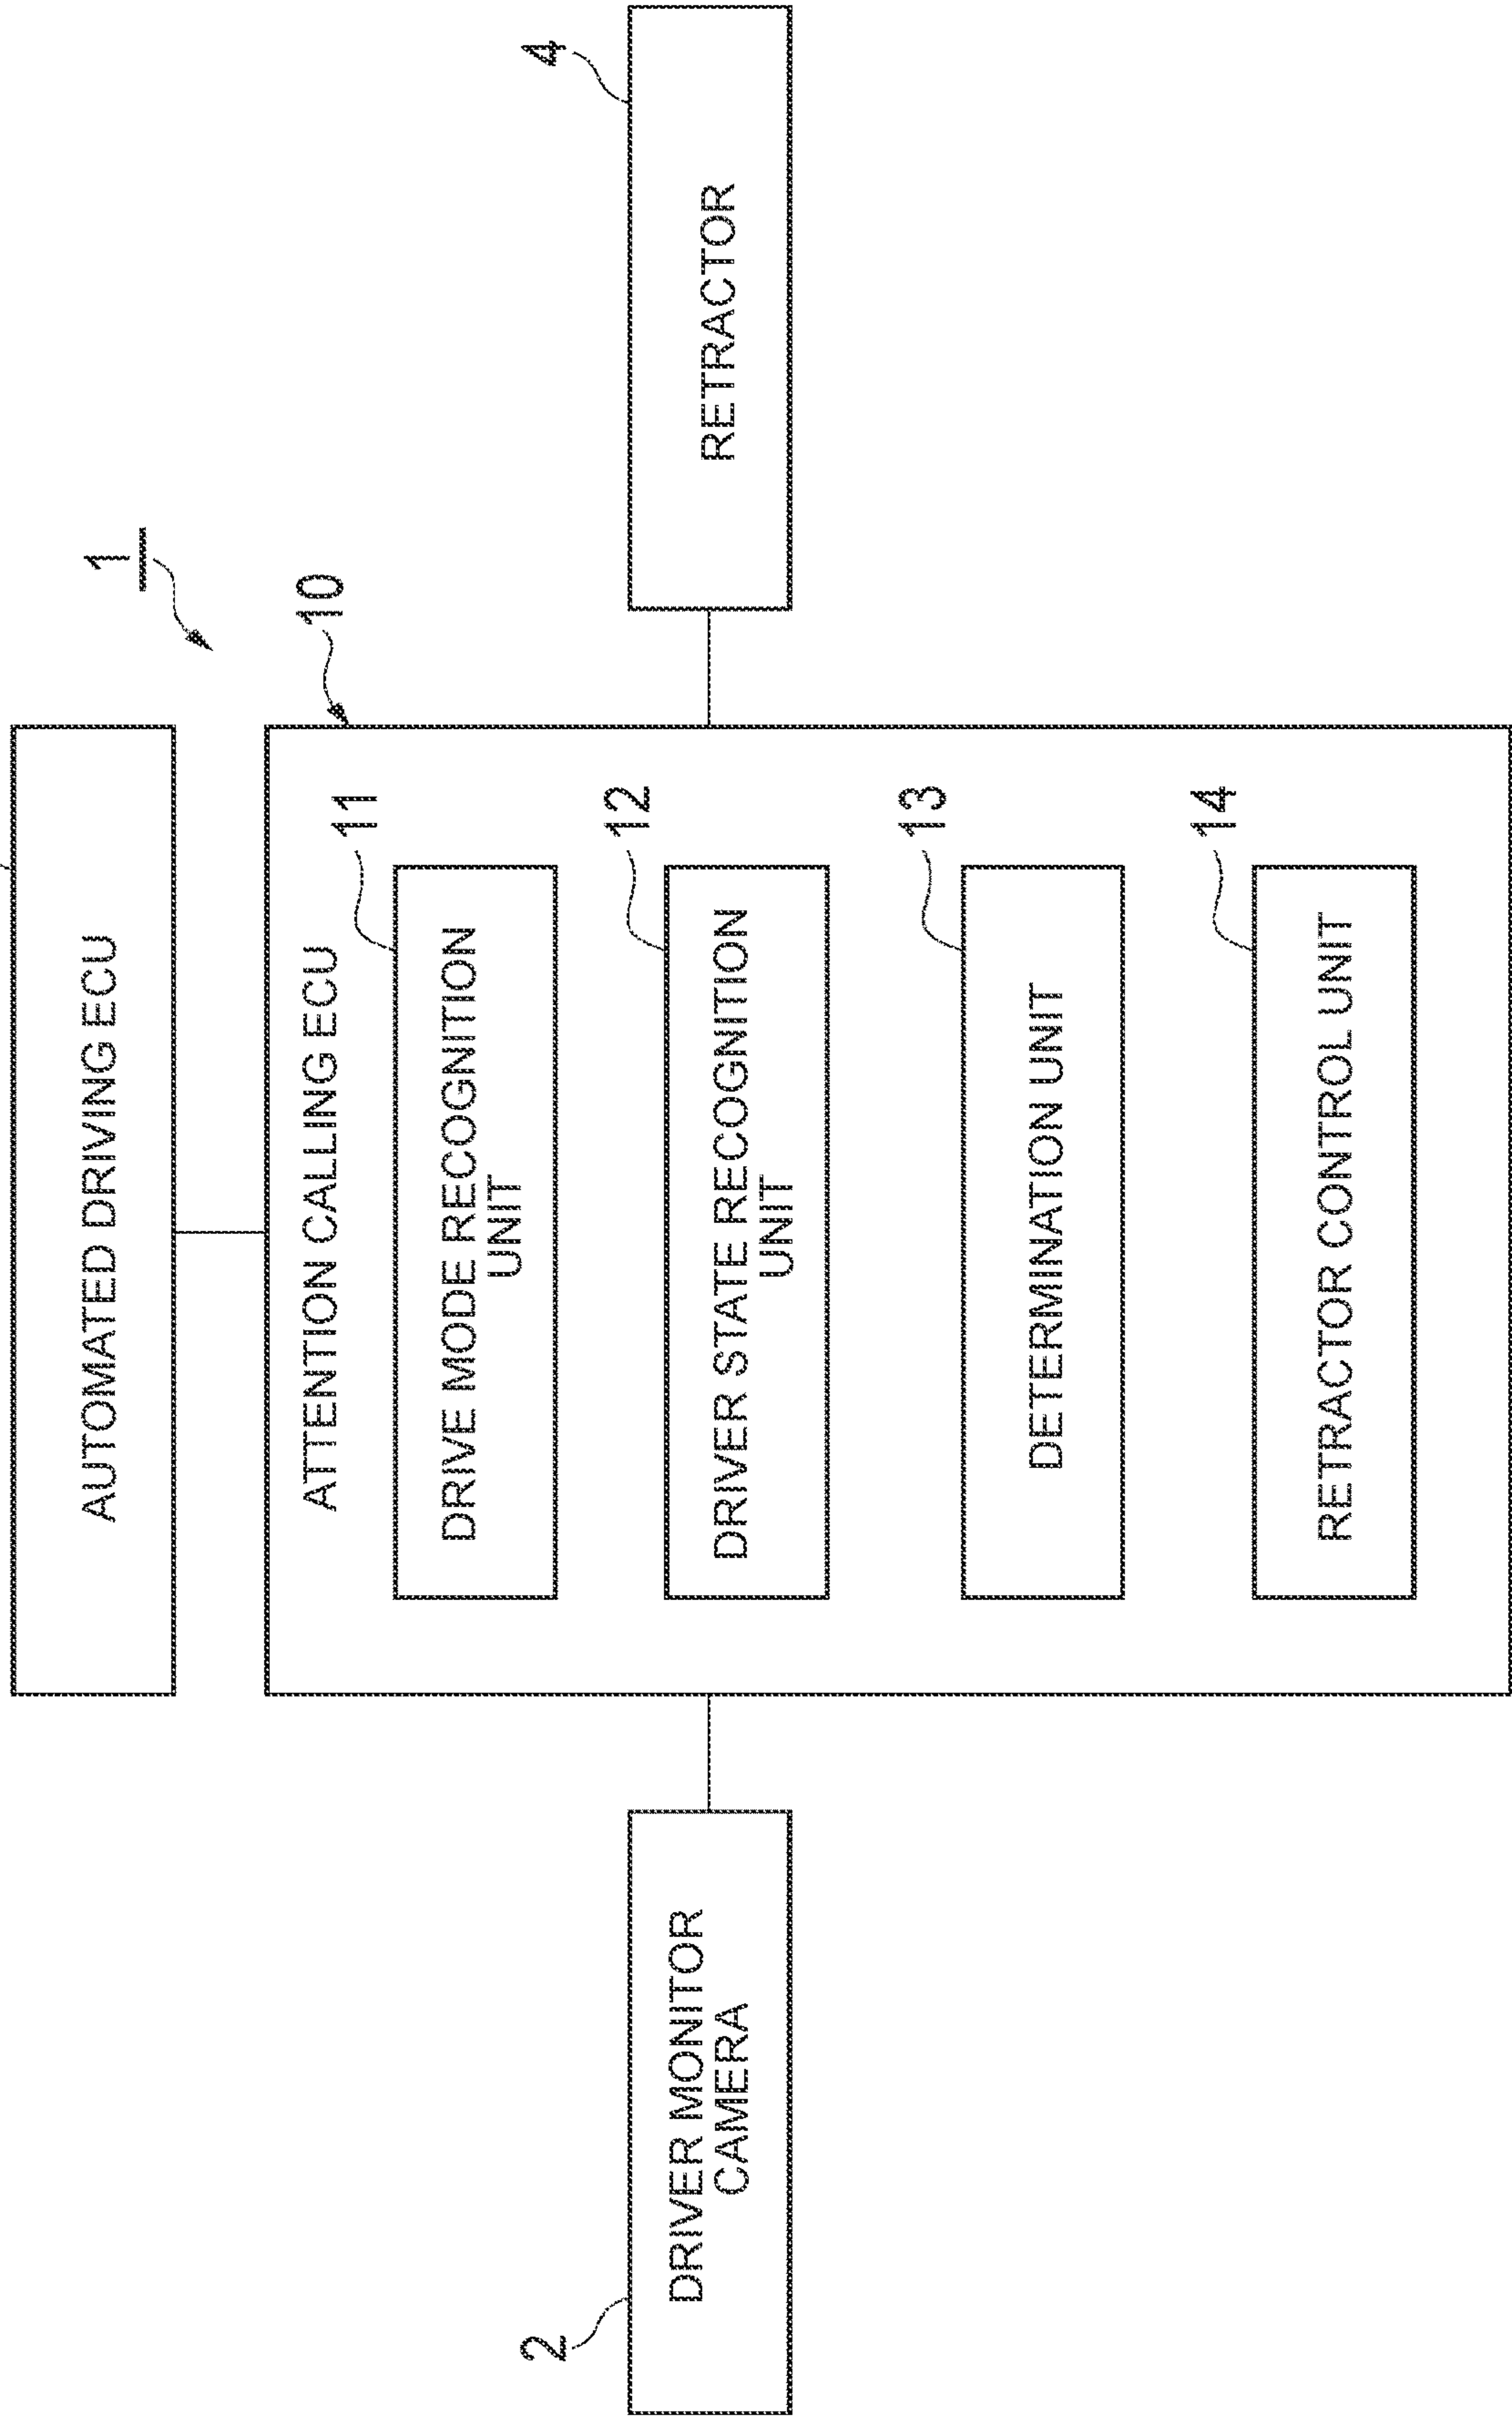 1
AUTOMATED DRIVING ECU
10
ATTENTION CALLING ECU
11
DRIVE MODE RECOGNITION
UNIT
12
DRIVER STATE RECOGNITION
UNIT
13
DETERMINATION UNIT
14
RETRACTOR CONTROL UNIT
2
DRIVER MONITOR
CAMERA
4
RETRACTOR